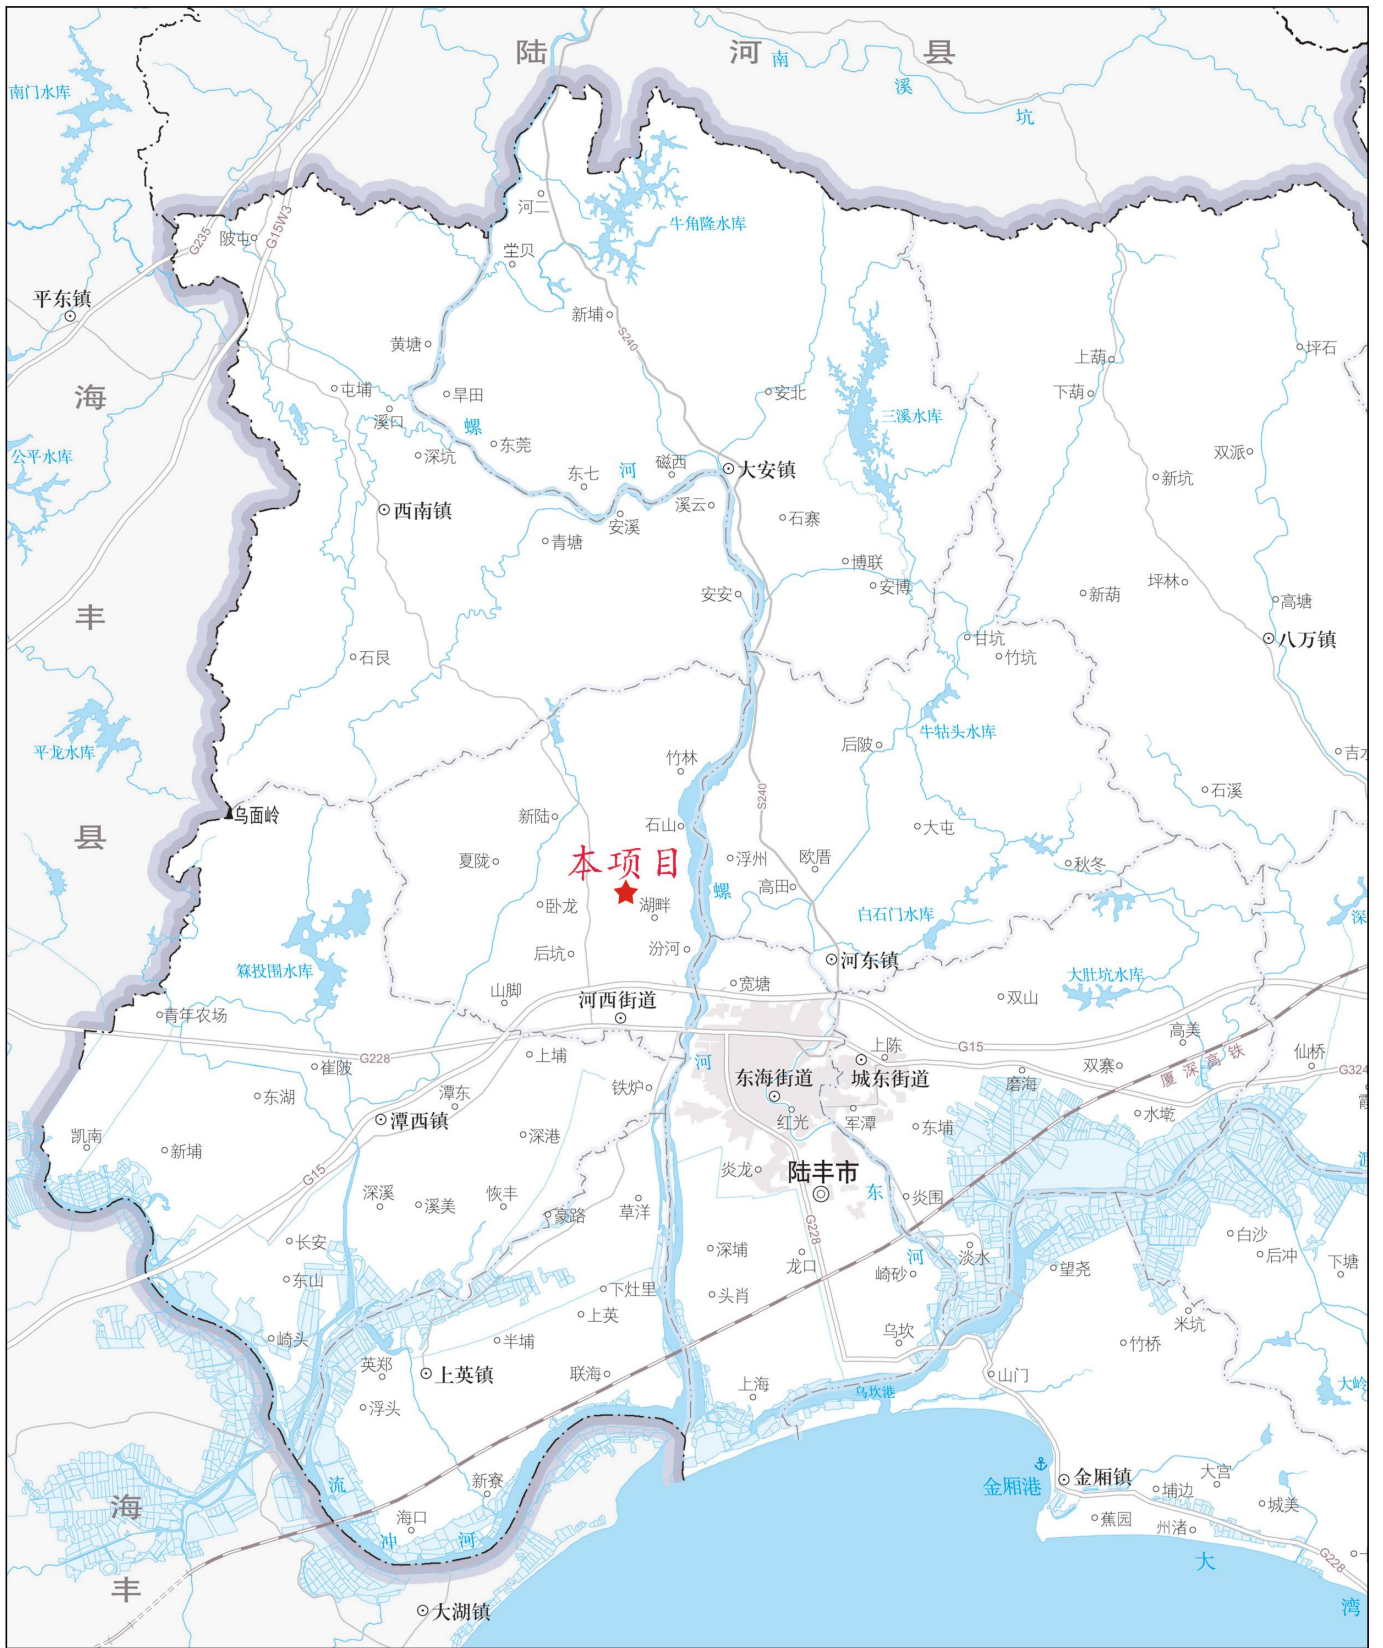 陆河县
南溪坑
南门水库
河二
牛角隆水库
陂屯
G235
G15W3
坣贝
平东镇
新埔
S240
黄塘
上葫
坪石
海
屯埔
旱田
安北
下葫
溪口
螺
三溪水库
东莞
公平水库
深坑
河
磁西
大安镇
双派
东七
新坑
西南镇
溪云
石寨
安溪
青塘
博联
安博
坪林
安安
新葫
高塘
丰
甘坑
八万镇
石艮
竹坑
牛牯头水库
后陂
平龙水库
竹林
石溪
S240
乌面岭
新陆
石山
大屯
县
夏陇
本项目
浮州
欧厝
秋冬
高田
螺
卧龙
湖畔
白石门水库
深
后坑
汾河
河东镇
箖投围水库
大肚坑水库
宽塘
山脚
双山
河西街道
青年农场
高美
上陈
G15
仙桥
G228
上埔
河
厦深高铁
崔陂
双寨
G324
磨海
东海街道
城东街道
铁炉
东湖
潭东
红光
军潭
水墘
潭西镇
东埔
凯南
深港
新埔
炎龙
陆丰市
G15
深溪
恢丰
东
炎围
溪美
豪路
草洋
G228
白沙
长安
深埔
龙口
河
淡水
后冲
下塘
东山
崎砂
望尧
下灶里
头肖
上英
米坑
崎头
半埔
乌坎
竹桥
英郑
上英镇
联海
山门
上海
乌坎港
大岭
浮头
新寮
金厢港
金厢镇
大宫
流
埔边
城美
海
海口
冲
河
蕉园
州渚
大
G228
丰
湾
大湖镇